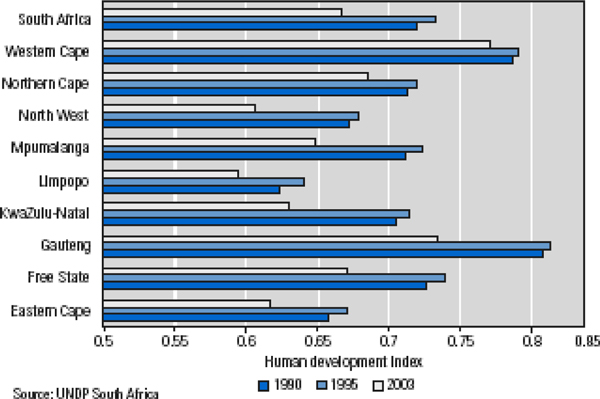 South Africa
Western Cape
Northern Cape
North West
Mpumalanga
Limpopo
KwaZulu-Natal
Gauteng
Free State
Eastern Cape
0.5 0.55 0.6 0.65 0.7 0.75 0.8 0.85
Human development Index
1990 1995 2003
Source: UNDP South Africa